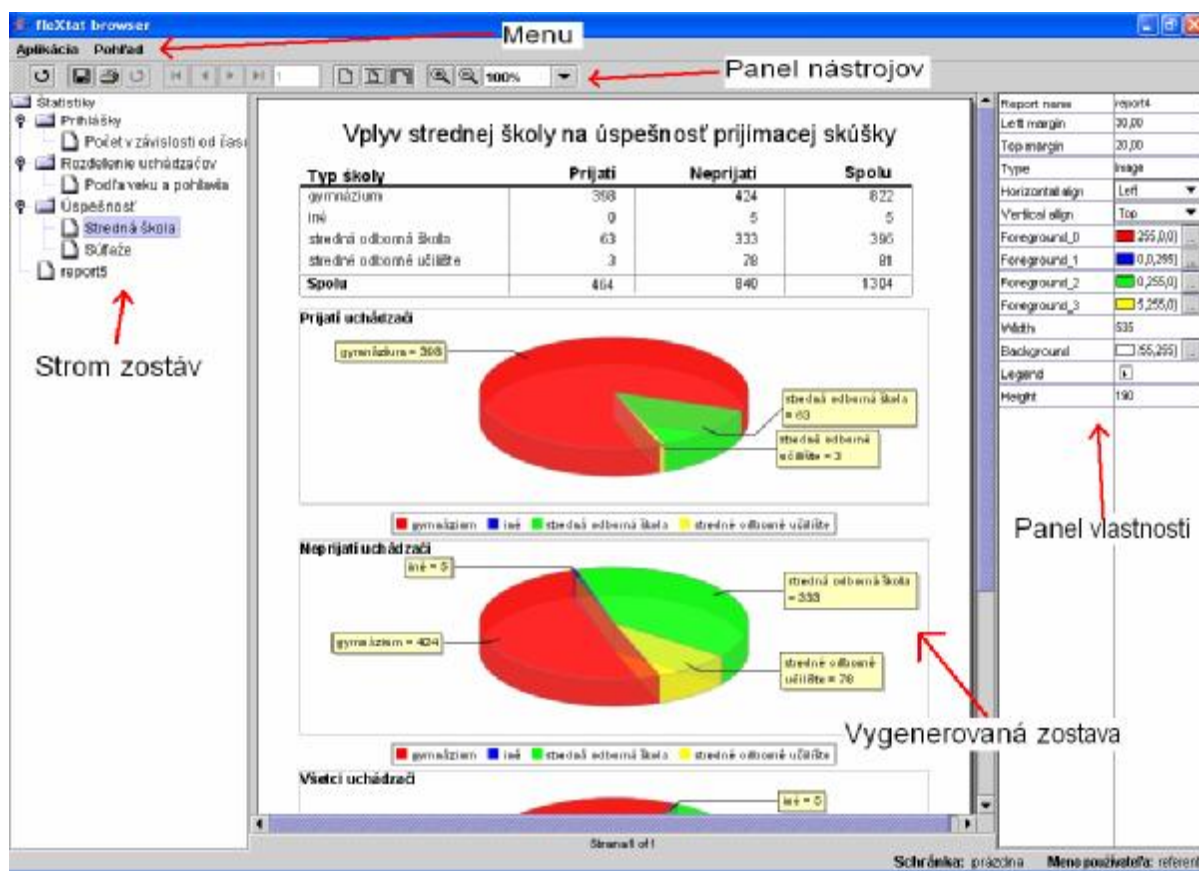 fleXtat browser
Aplikácia Pohľad
Menu
1
100%
Panel nástrojov
Štatistiky
Prihlášky
Počet v závislosti od času
Rozdelenie uchádzačov
Podľa veku a pohlavia
Úspešnosť
Stredná škola
Súťaže
report5
Strom zostáv
Vplyv strednej školy na úspešnosť prijímacej skúšky
Typ školy Prijatí Neprijatí Spolu
gymnázium 398 424 822
iné 0 5 5
stredná odborná škola 63 333 396
stredné odborné učilište 3 78 81
Spolu 464 840 1304
Prijatí uchádzači
gymnázium = 398
stredná odborná škola
= 63
stredné odborné
učilište = 3
gymnázium iné stredná odborná škola stredné odborné učilište
Neprijatí uchádzači
iné = 5
stredná odborná škola
= 333
gymnázium = 424
stredné odborné
učilište = 78
gymnázium iné stredná odborná škola stredné odborné učilište
Všetci uchádzači
iné = 5
Vygenerovaná zostava
Report name report4
Left margin 30,00
Top margin 20,00
Type Image
Horizontal align Left
Vertical align Top
Foreground_0 255,0,0)
Foreground_1 0,0,255)
Foreground_2 0,255,0)
Foreground_3 5,255,0)
Width 535
Background 55,255)
Legend
Height 190
Panel vlastnosti
Strana1 of1
Schránka: prázdna Meno používateľa: referent